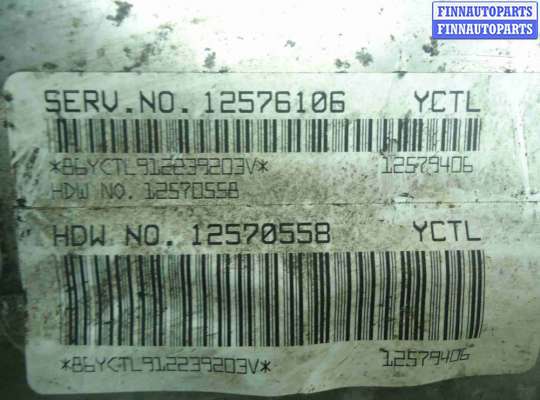 FINNAUTOPARTS
FINNAUTOPARTS
SERV.NO. 12576106 YCTL
*86YCTL912239203V* 12579406
HDW NO. 12570558
HDW NO. 12570558 YCTL
*86YCTL912239203V* 12579406